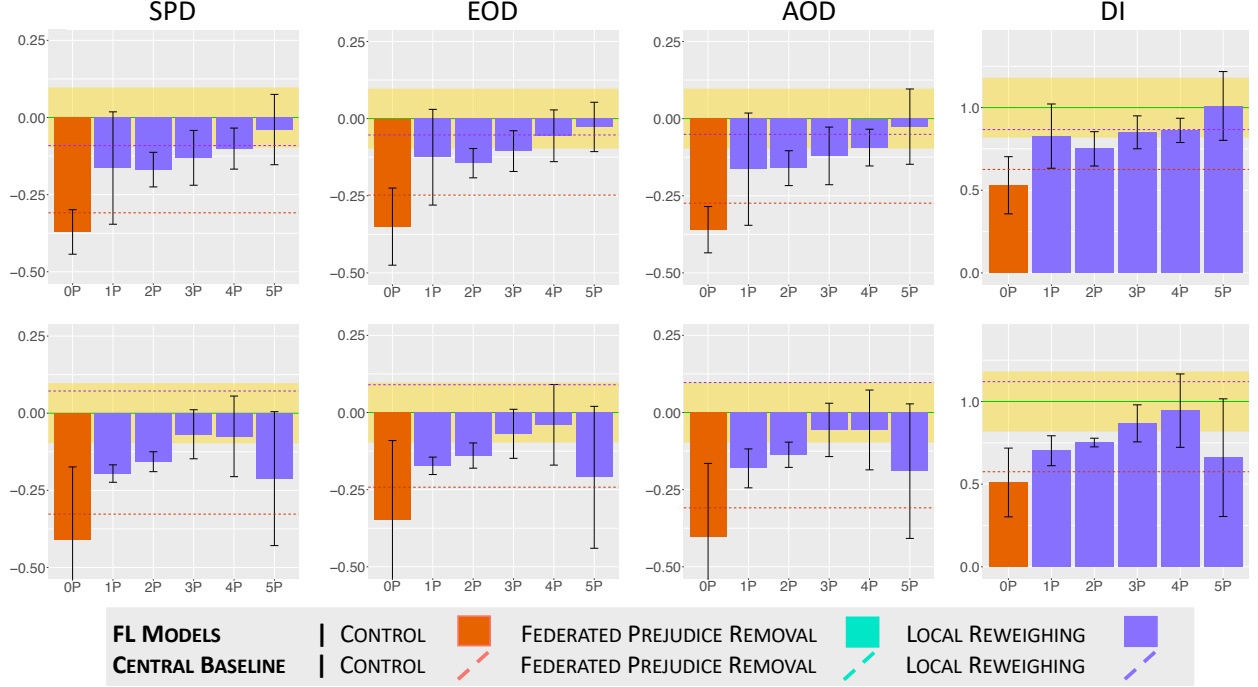 SPD EOD AOD DI
0.25 0.25 0.25
0.00 0.00 0.00 1.0
−0.25 −0.25 −0.25 0.5
−0.50 −0.50 −0.50 0.0
0P 1P 2P 3P 4P 5P 0P 1P 2P 3P 4P 5P 0P 1P 2P 3P 4P 5P 0P 1P 2P 3P 4P 5P
0.25 0.25 0.25
0.00 0.00 0.00 1.0
−0.25 −0.25 −0.25 0.5
−0.50 −0.50 −0.50 0.0
0P 1P 2P 3P 4P 5P 0P 1P 2P 3P 4P 5P 0P 1P 2P 3P 4P 5P 0P 1P 2P 3P 4P 5P
FL MODELS | CONTROL FEDERATED PREJUDICE REMOVAL LOCAL REWEIGHING
CENTRAL BASELINE | CONTROL FEDERATED PREJUDICE REMOVAL LOCAL REWEIGHING